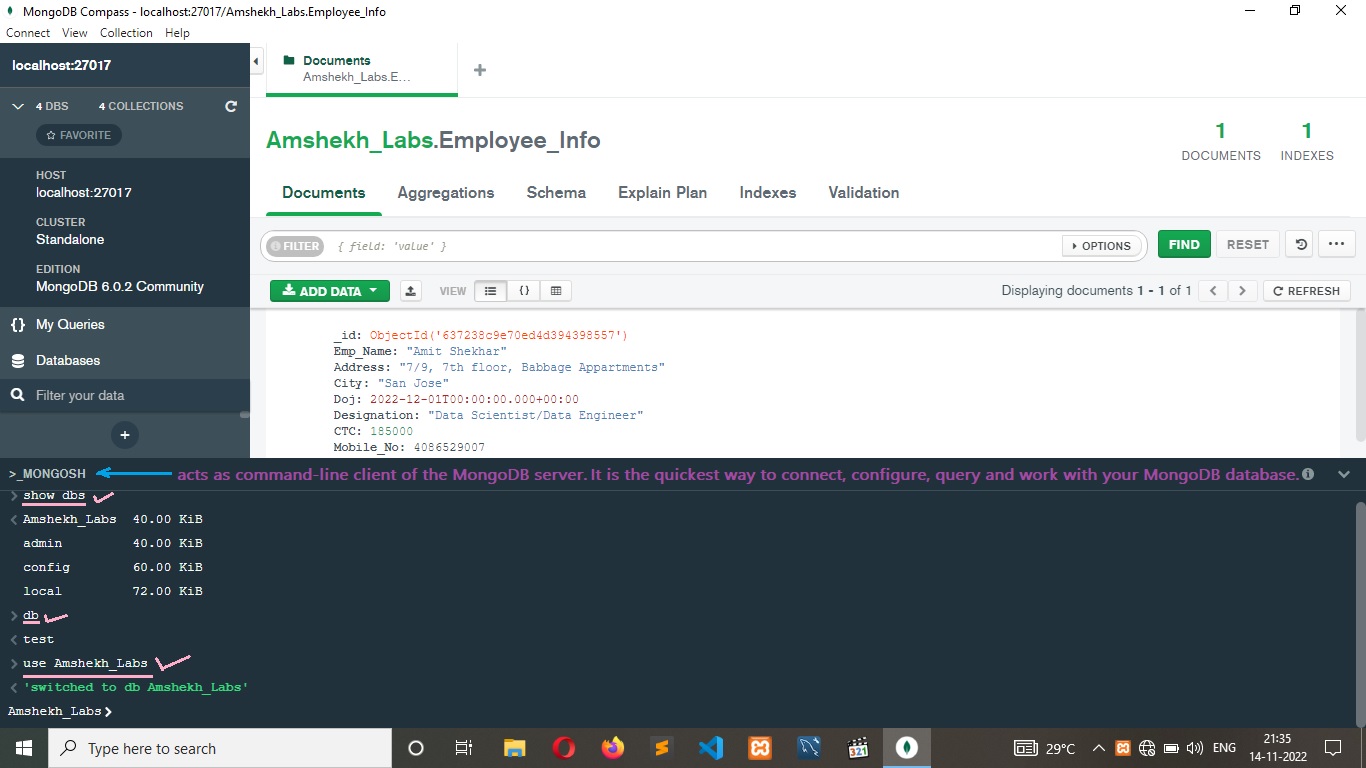 MongoDB Compass - localhost:27017/Amshekh_Labs.Employee_Info
Connect View Collection Help
localhost:27017
4 DBS 4 COLLECTIONS
FAVORITE
HOST
localhost:27017
CLUSTER
Standalone
EDITION
MongoDB 6.0.2 Community
{} My Queries
Databases
Filter your data
+
Documents
Amshekh_Labs.E...
+
Amshekh_Labs.Employee_Info
1 DOCUMENTS
1 INDEXES
Documents Aggregations Schema Explain Plan Indexes Validation
FILTER { field: 'value' } OPTIONS FIND RESET ...
ADD DATA VIEW {} Displaying documents 1 - 1 of 1 < > REFRESH
_id: ObjectId('637238c9e70ed4d394398557')
Emp_Name: "Amit Shekhar"
Address: "7/9, 7th floor, Babbage Appartments"
City: "San Jose"
Doj: 2022-12-01T00:00:00.000+00:00
Designation: "Data Scientist/Data Engineer"
CTC: 185000
Mobile_No: 4086529007
>_MONGOSH acts as command-line client of the MongoDB server. It is the quickest way to connect, configure, query and work with your MongoDB database.
> show dbs
< Amshekh_Labs 40.00 KiB
admin 40.00 KiB
config 60.00 KiB
local 72.00 KiB
> db
< test
> use Amshekh_Labs
< 'switched to db Amshekh_Labs'
Amshekh_Labs>
Type here to search
321
29°C
ENG
21:35
14-11-2022